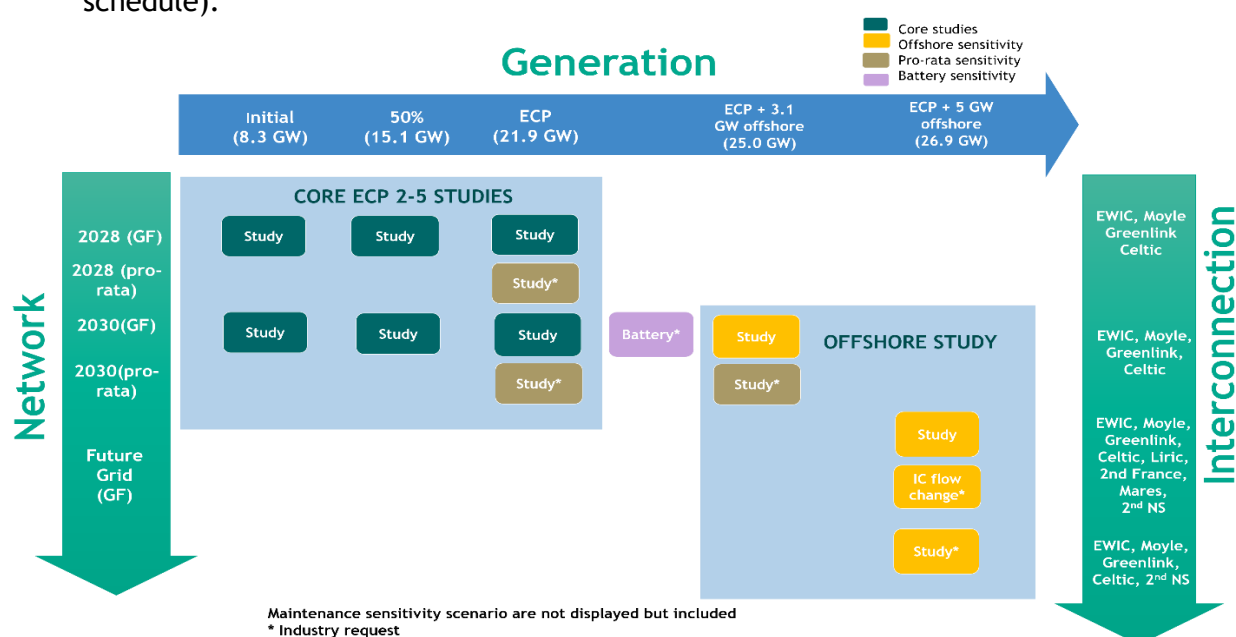 schedule).
Core studies
Offshore sensitivity
Pro-rata sensitivity
Battery sensitivity
Generation
Initial
(8.3 GW)
50%
(15.1 GW)
ECP
(21.9 GW)
ECP + 3.1
GW offshore
(25.0 GW)
ECP + 5 GW
offshore
(26.9 GW)
Network
2028 (GF)
2028 (pro-
rata)
2030(GF)
2030(pro-
rata)
Future
Grid
(GF)
CORE ECP 2-5 STUDIES
Study
Study
Study
Study*
Study
Study
Study
Study*
Battery*
OFFSHORE STUDY
Study
Study*
Study
IC flow
change*
Study*
Interconnection
EWIC, Moyle
Greenlink
Celtic
EWIC, Moyle,
Greenlink,
Celtic
EWIC, Moyle,
Greenlink,
Celtic, Liric,
2nd France,
Mares,
2nd NS
EWIC, Moyle,
Greenlink,
Celtic, 2nd NS
Maintenance sensitivity scenario are not displayed but included
* Industry request